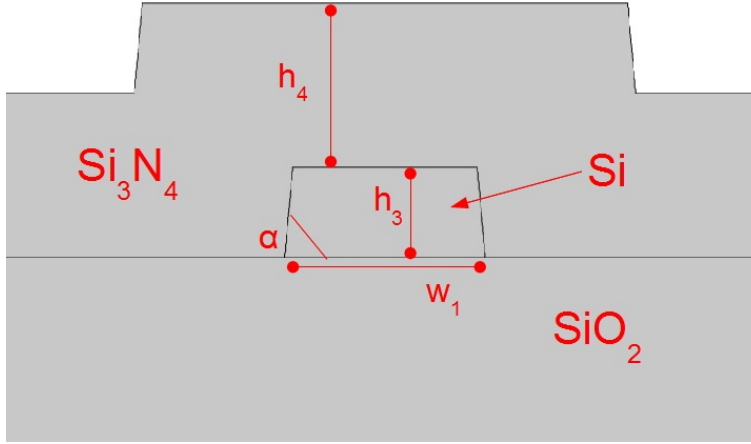 h₄
Si₃N₄
Si
h₃
α
w₁
SiO₂